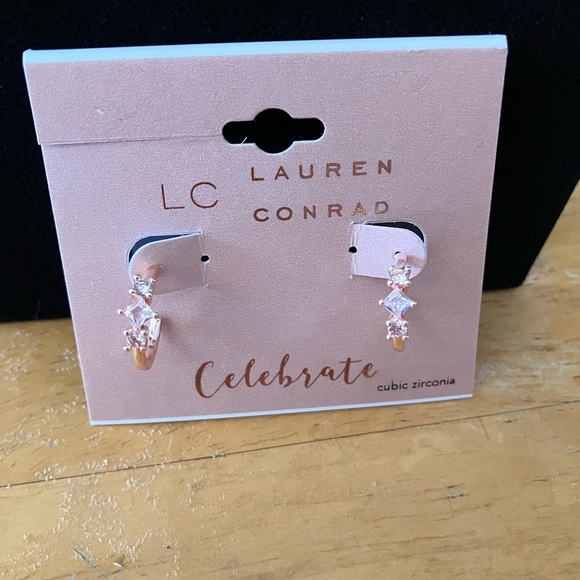 LC LAUREN
CONRAD
Celebrate
cubic zirconia